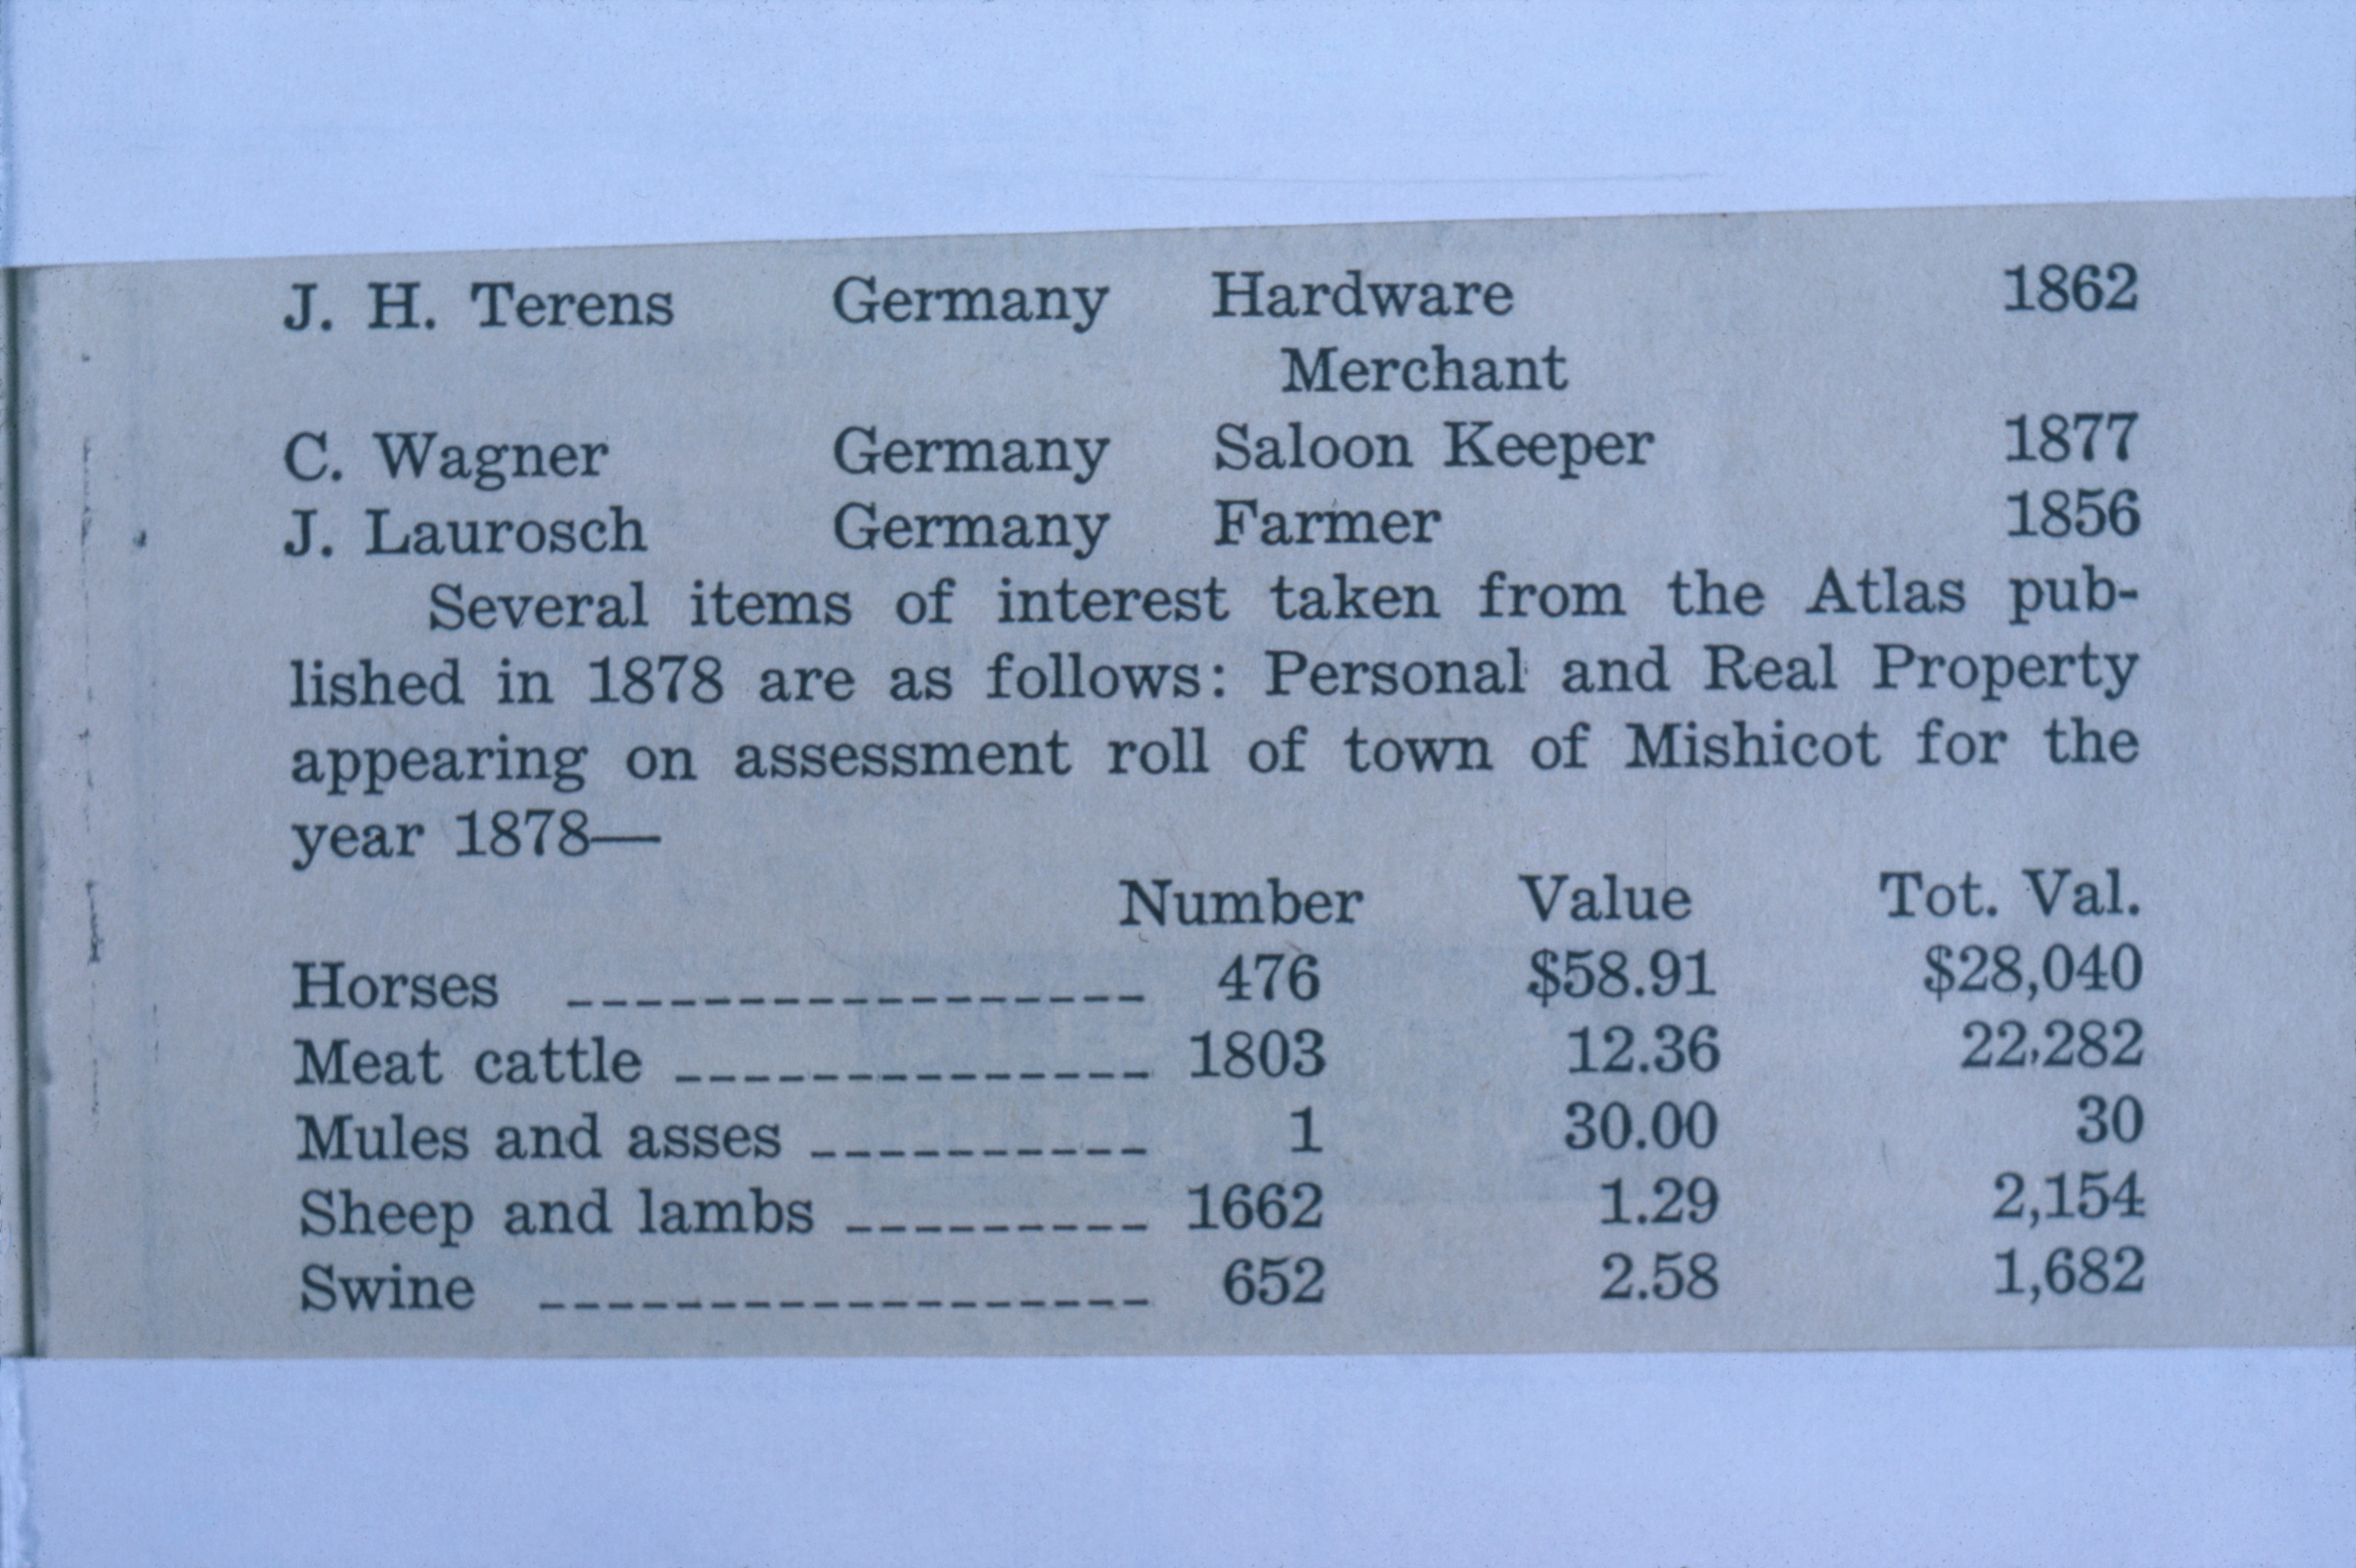 J. H. Terens Germany Hardware 1862
Merchant
C. Wagner Germany Saloon Keeper 1877
J. Laurosch Germany Farmer 1856
Several items of interest taken from the Atlas pub-
lished in 1878 are as follows: Personal and Real Property
appearing on assessment roll of town of Mishicot for the
year 1878—
Number Value Tot. Val.
Horses ----------------- 476 $58.91 $28,040
Meat cattle -------------- 1803 12.36 22,282
Mules and asses ---------- 1 30.00 30
Sheep and lambs --------- 1662 1.29 2,154
Swine ------------------ 652 2.58 1,682